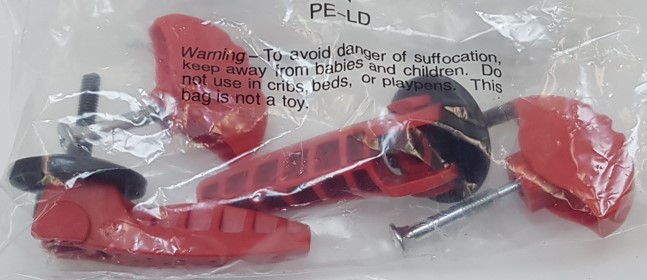 PE-LD
Warning – To avoid danger of suffocation,
keep away from babies and children. Do
not use in cribs, beds, or playpens. This
bag is not a toy.